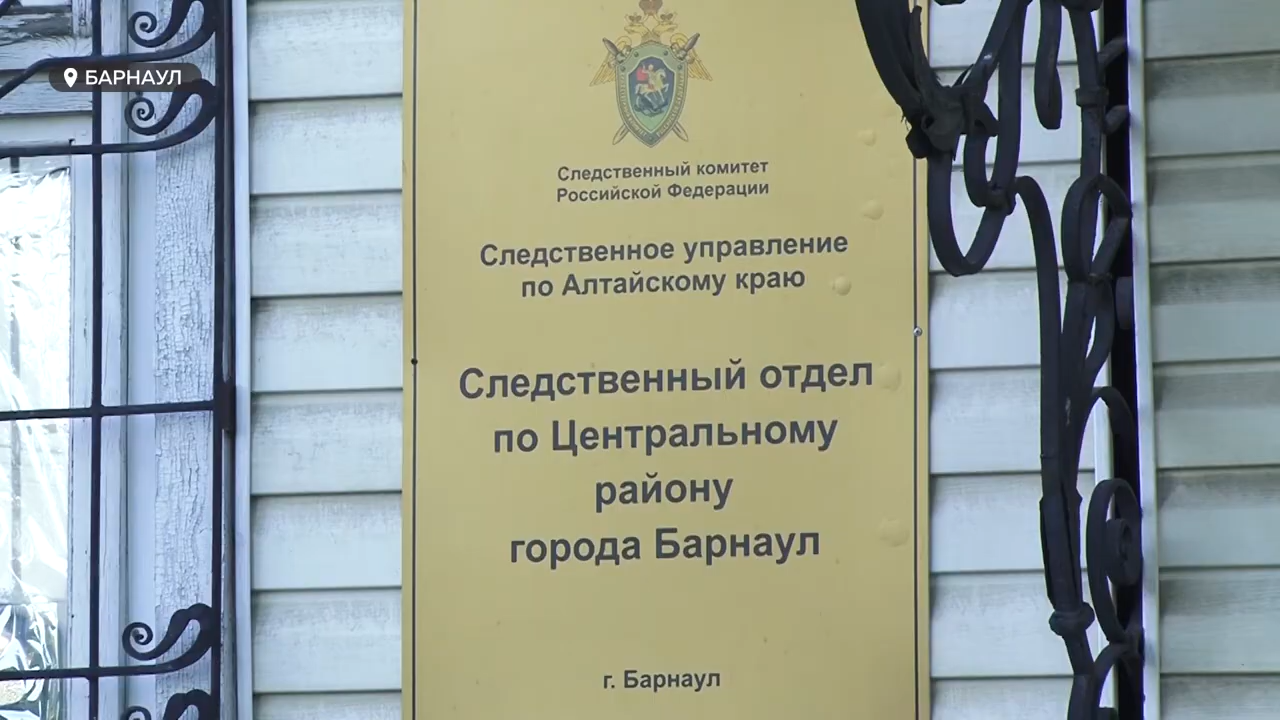 БАРНАУЛ
Следственный комитет
Российской Федерации
Следственное управление
по Алтайскому краю
Следственный отдел
по Центральному
району
города Барнаул
г. Барнаул